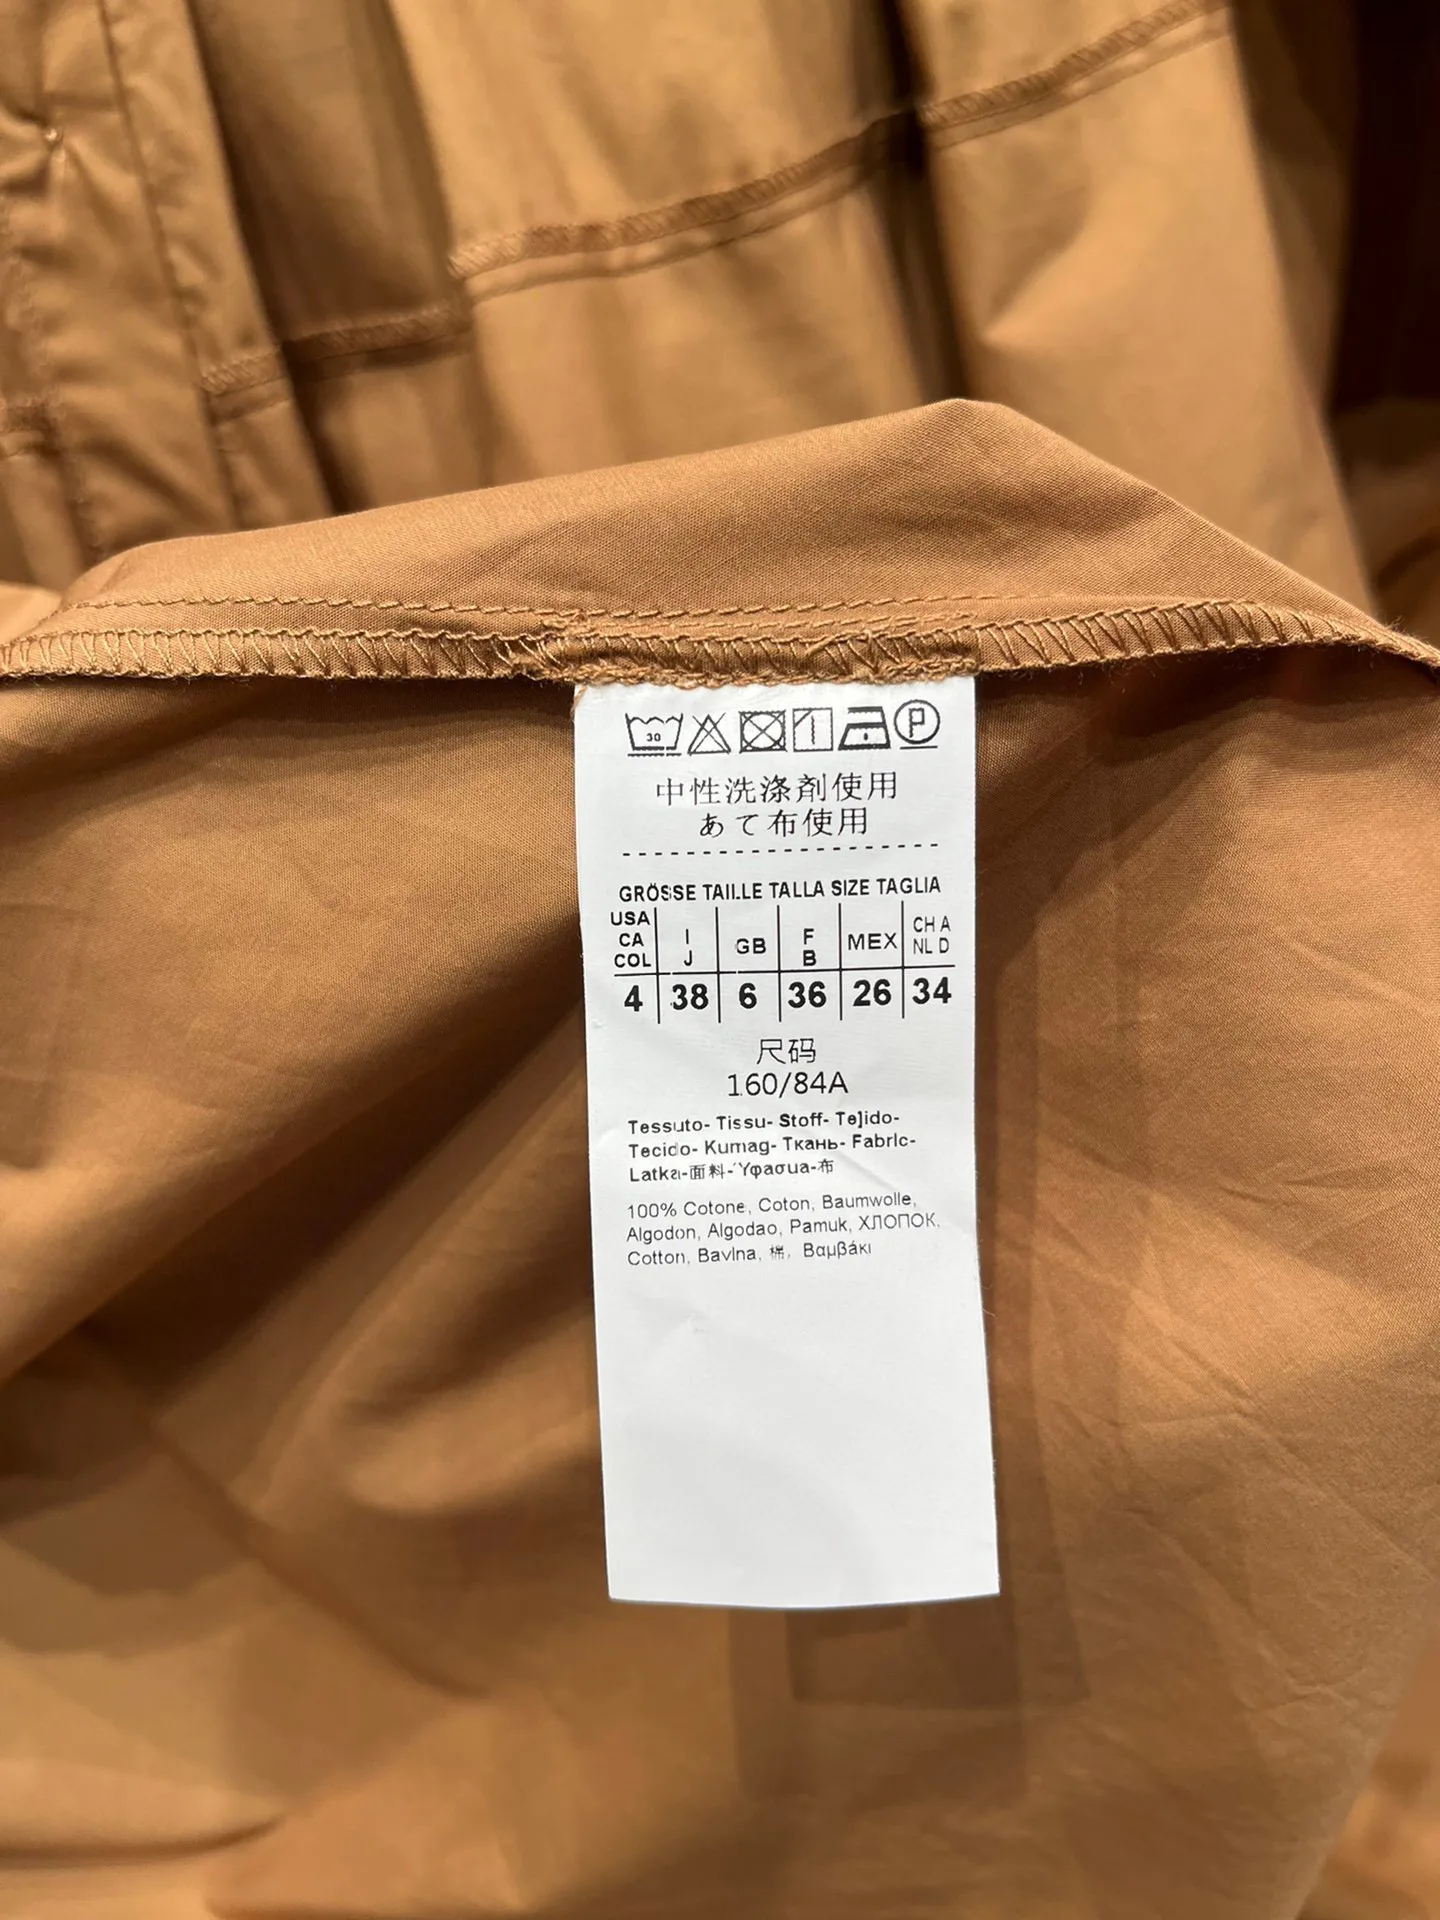 30 P
中性洗涤剤使用
あて布使用
GRÖSSE TAILLE TALLA SIZE TAGLIA
USA CA COL I J GB F B MEX CH A NL D
4 38 6 36 26 34
尺码
160/84A
Tessuto- Tissu- Stoff- Tejido-
Tecido- Kumaq- Ткань- Fabric-
Latka-面料-Ύφασμα-布
100% Cotone, Coton, Baumwolle,
Algodon, Algodao, Pamuk, ХЛОПОК,
Cotton, Bavlna, 棉, Βαμβάκι